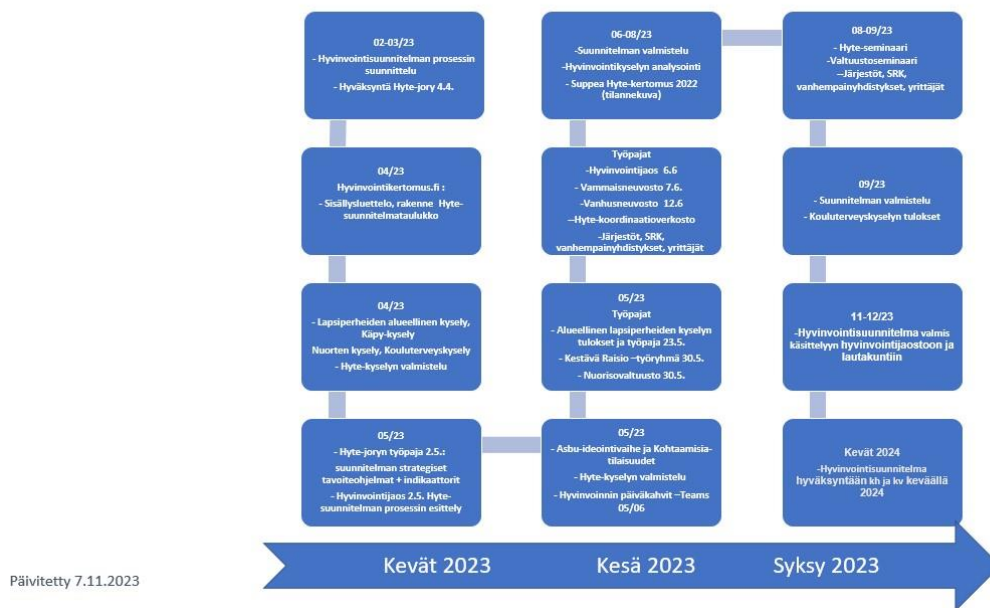 02-03/23
- Hyvinvointisuunnitelman prosessin
suunnittelu
- Hyväksyntä Hyte-jory 4.4.
04/23
Hyvinvointikertomus.fi :
- Sisällysluettelo, rakenne Hyte-
suunnitelmataulukko
04/23
- Lapsiperheiden alueellinen kysely,
Käpy-kysely
Nuorten kysely, Kouluterveyskysely
- Hyte-kyselyn valmistelu
05/23
- Hyte-joryn työpaja 2.5.:
suunnitelman strategiset
tavoiteohjelmat + indikaattorit
- Hyvinvointijaos 2.5. Hyte-
suunnitelman prosessin esittely
05/23
- Asbu-ideointivaihe ja Kohtaamisia-
tilaisuudet
- Hyte-kyselyn valmistelu
- Hyvinvoinnin päiväkahvit –Teams
05/06
05/23
Työpajat
- Alueellinen lapsiperheiden kyselyn
tulokset ja työpaja 23.5.
- Kestävä Raisio –työryhmä 30.5.
- Nuorisovaltuusto 30.5.
Työpajat
-Hyvinvointijaos 6.6
- Vammaisneuvosto 7.6.
-Vanhusneuvosto 12.6
–Hyte-koordinaatioverkosto
-Järjestöt, SRK,
vanhempainyhdistykset, yrittäjät
06-08/23
-Suunnitelman valmistelu
-Hyvinvointikyselyn analysointi
- Suppea Hyte-kertomus 2022
(tilannekuva)
08-09/23
- Hyte-seminaari
-Valtuustoseminaari
–Järjestöt, SRK,
vanhempainyhdistykset, yrittäjät
09/23
- Suunnitelman valmistelu
- Kouluterveyskyselyn tulokset
11-12/23
-Hyvinvointisuunnitelma valmis
käsittelyyn hyvinvointijaostoon ja
lautakuntiin
Kevät 2024
-Hyvinvointisuunnitelma
hyväksyntään kh ja kv keväällä
2024
Kevät 2023
Kesä 2023
Syksy 2023
Päivitetty 7.11.2023